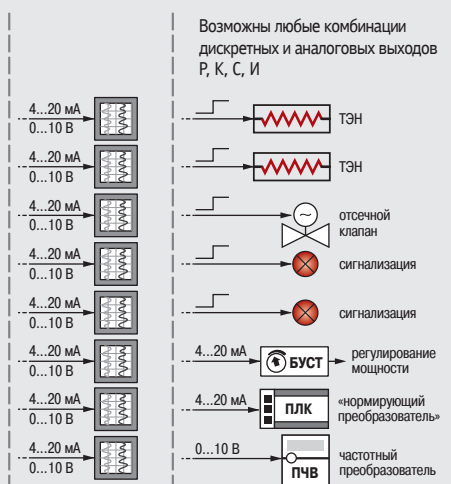 Возможны любые комбинации
дискретных и аналоговых выходов
Р, К, С, И
4...20 мА
0...10 В
ТЭН
4...20 мА
0...10 В
ТЭН
4...20 мА
0...10 В
отсечной
клапан
4...20 мА
0...10 В
сигнализация
4...20 мА
0...10 В
сигнализация
4...20 мА
0...10 В
4...20 мА
БУСТ
регулирование
мощности
4...20 мА
0...10 В
4...20 мА
ПЛК
«нормирующий
преобразователь»
4...20 мА
0...10 В
0...10 В
ПЧВ
частотный
преобразователь